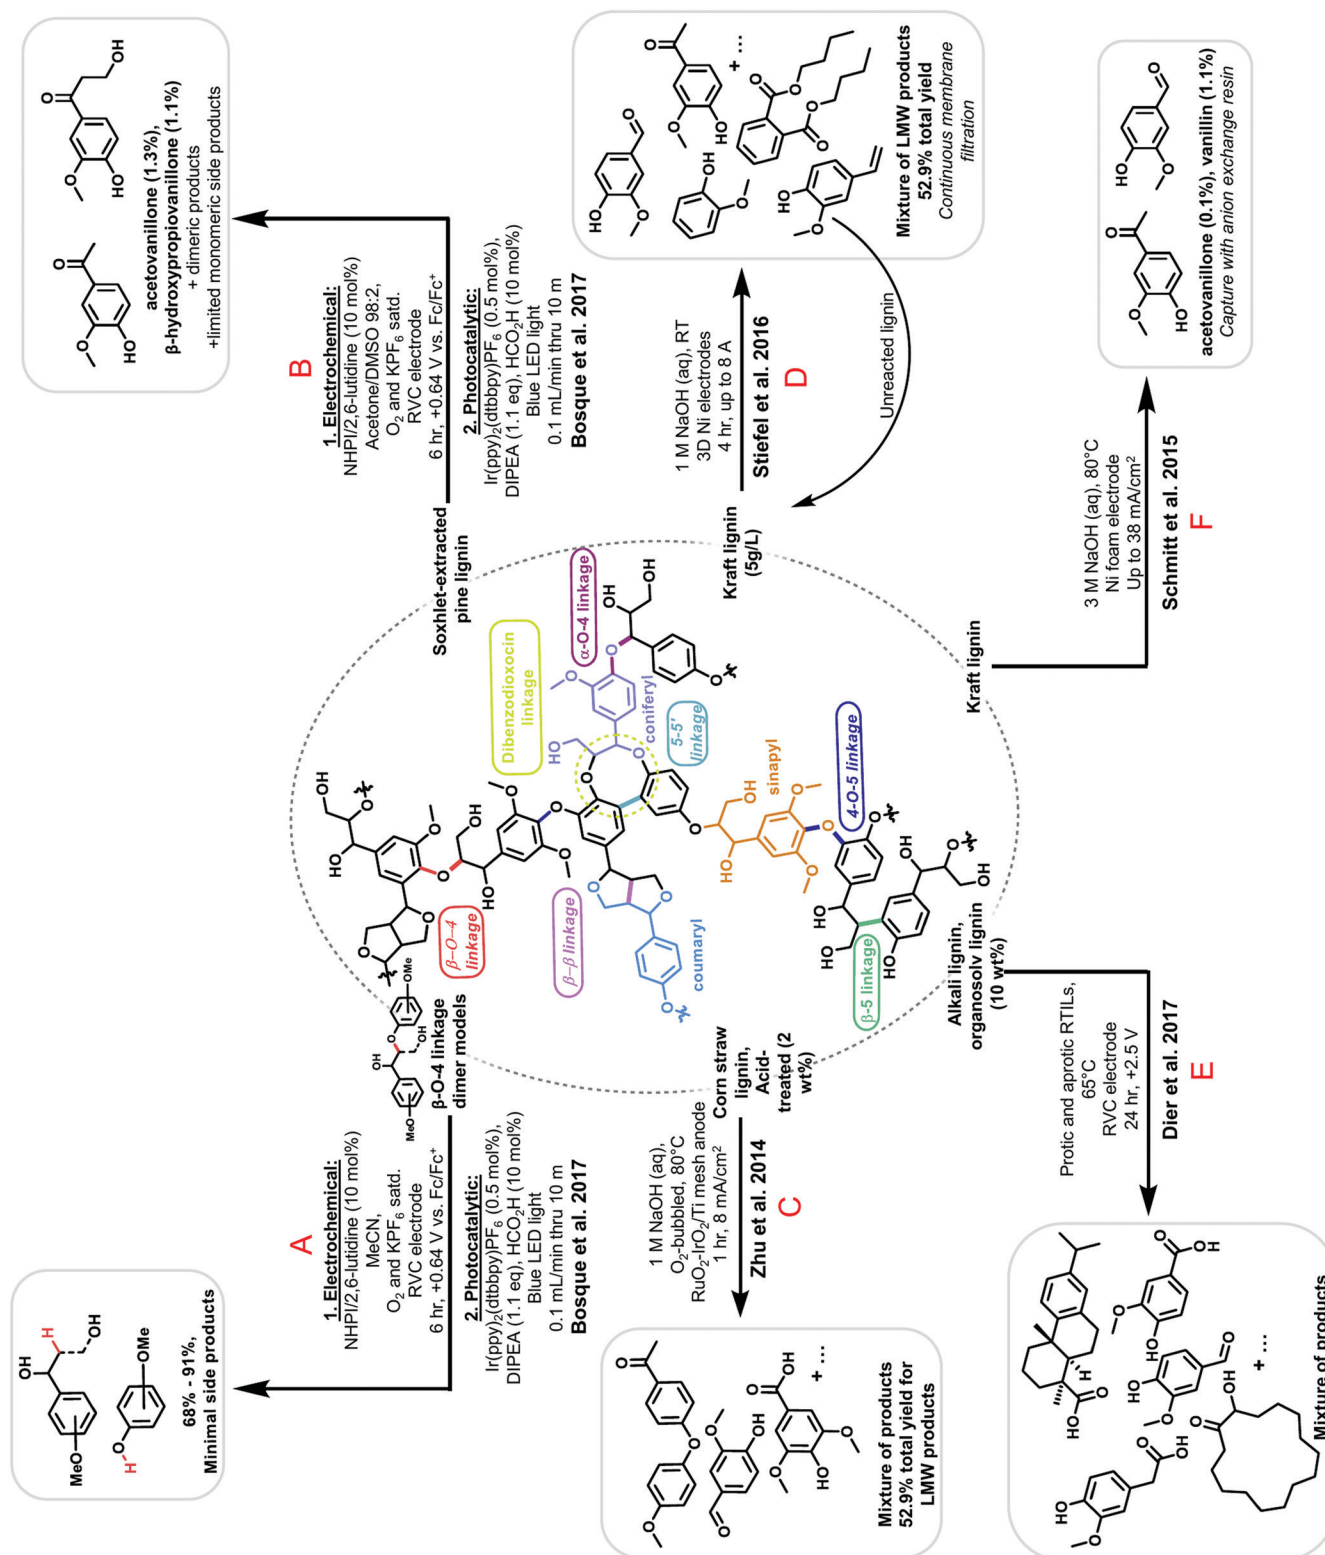 68% - 91%,
Minimal side products
MeO
OH
H
OH
HO
OMe
A
1. Electrochemical:
NHPI/2,6-lutidine (10 mol%)
MeCN,
O₂ and KPF₆ satd.
RVC electrode
6 hr, +0.64 V vs. Fc/Fc⁺
2. Photocatalytic:
Ir(ppy)₂(dtbbpy)PF₆ (0.5 mol%),
DIPEA (1.1 eq), HCO₂H (10 mol%)
Blue LED light
0.1 mL/min thru 10 m
Bosque et al. 2017
MeO
OH
O
OH
OMe
β-O-4 linkage
dimer models
B
1. Electrochemical:
NHPI/2,6-lutidine (10 mol%)
Acetone/DMSO 98:2,
O₂ and KPF₆ satd.
RVC electrode
6 hr, +0.64 V vs. Fc/Fc⁺
2. Photocatalytic:
Ir(ppy)₂(dtbbpy)PF₆ (0.5 mol%),
DIPEA (1.1 eq), HCO₂H (10 mol%)
Blue LED light
0.1 mL/min thru 10 m
Bosque et al. 2017
Soxhlet-extracted
pine lignin
acetovanillone (1.3%),
β-hydroxypropiovanillone (1.1%)
+ dimeric products
+limited monomeric side products
β-O-4
linkage
Dibenzodioxocin
linkage
α-O-4 linkage
β-β linkage
coniferyl
5-5'
linkage
coumaryl
sinapyl
4-O-5 linkage
β-5 linkage
Corn straw
lignin,
Acid-
treated (2
wt%)
1 M NaOH (aq),
O₂-bubbled, 80°C
RuO₂-IrO₂/Ti mesh anode
1 hr, 8 mA/cm²
Zhu et al. 2014
C
+ ...
Mixture of products
52.9% total yield for
LMW products
Kraft lignin
(5g/L)
1 M NaOH (aq), RT
3D Ni electrodes
4 hr, up to 8 A
Stiefel et al. 2016
D
Unreacted lignin
+ ...
Mixture of LMW products
52.9% total yield
Continuous membrane
filtration
Alkali lignin,
organosolv lignin
(10 wt%)
Protic and aprotic RTILs,
65°C
RVC electrode
24 hr, +2.5 V
Dier et al. 2017
E
+ ...
Mixture of products
Kraft lignin
3 M NaOH (aq), 80°C
Ni foam electrode
Up to 38 mA/cm²
Schmitt et al. 2015
F
acetovanillone (0.1%), vanillin (1.1%)
Capture with anion exchange resin